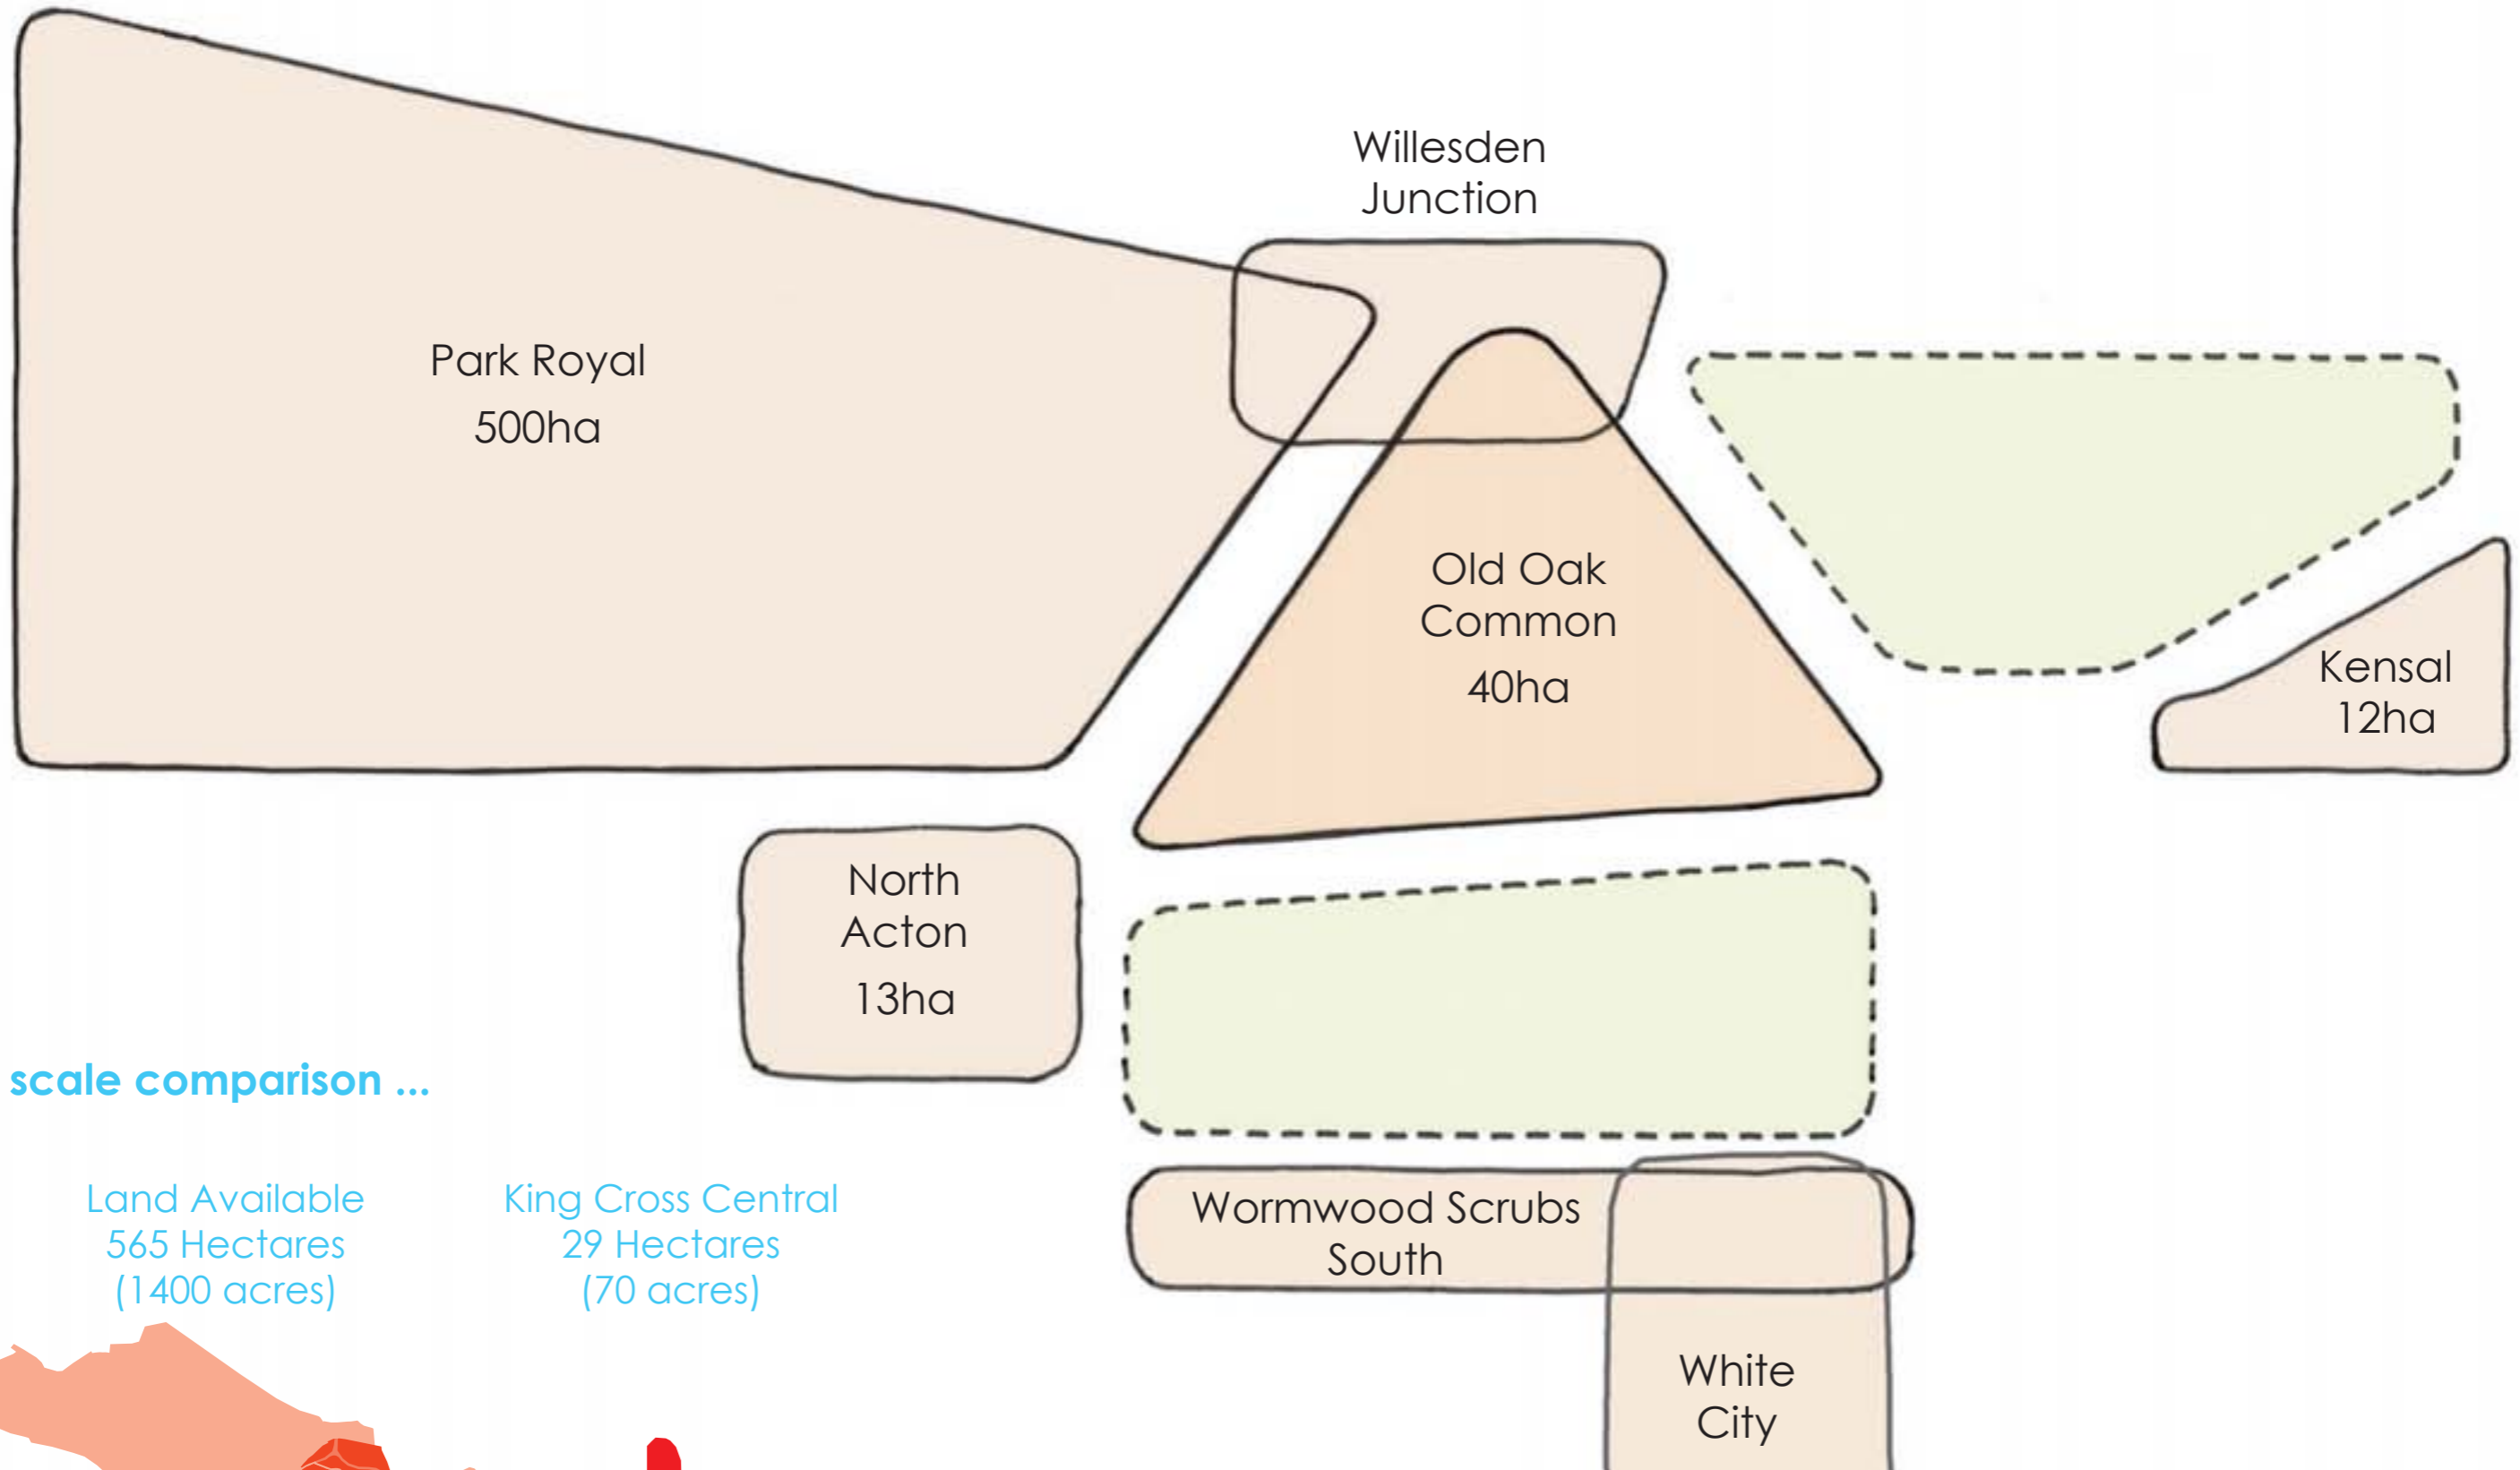 Willesden
Junction
Park Royal
500ha
Old Oak
Common
40ha
Kensal
12ha
North
Acton
13ha
scale comparison ...
Land Available
565 Hectares
(1400 acres)
King Cross Central
29 Hectares
(70 acres)
Wormwood Scrubs
South
White
City